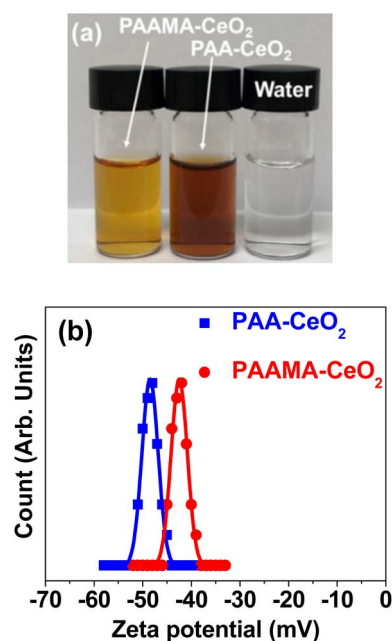 (a)
PAAMA-CeO₂
PAA-CeO₂
Water
(b)
PAA-CeO₂
PAAMA-CeO₂
Count (Arb. Units)
-70 -60 -50 -40 -30 -20 -10 0
Zeta potential (mV)